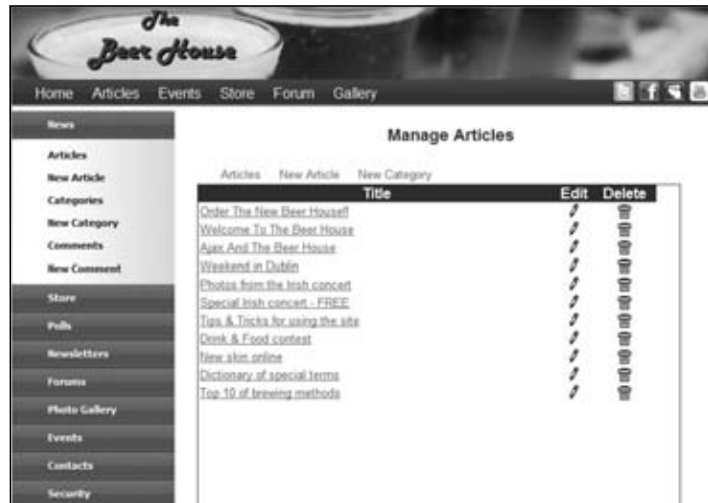 The
Beer House
Home Articles Events Store Forum Gallery
News
Articles
New Article
Categories
New Category
Comments
New Comment
Store
Polls
Newsletters
Forums
Photo Gallery
Events
Contacts
Security
Manage Articles
Articles New Article New Category
Title Edit Delete
Order The New Beer House!!
Welcome To The Beer House
Ajax And The Beer House
Weekend in Dublin
Photos from the Irish concert
Special Irish concert - FREE
Tips & Tricks for using the site
Drink & Food contest
New skin online
Dictionary of special terms
Top 10 of brewing methods